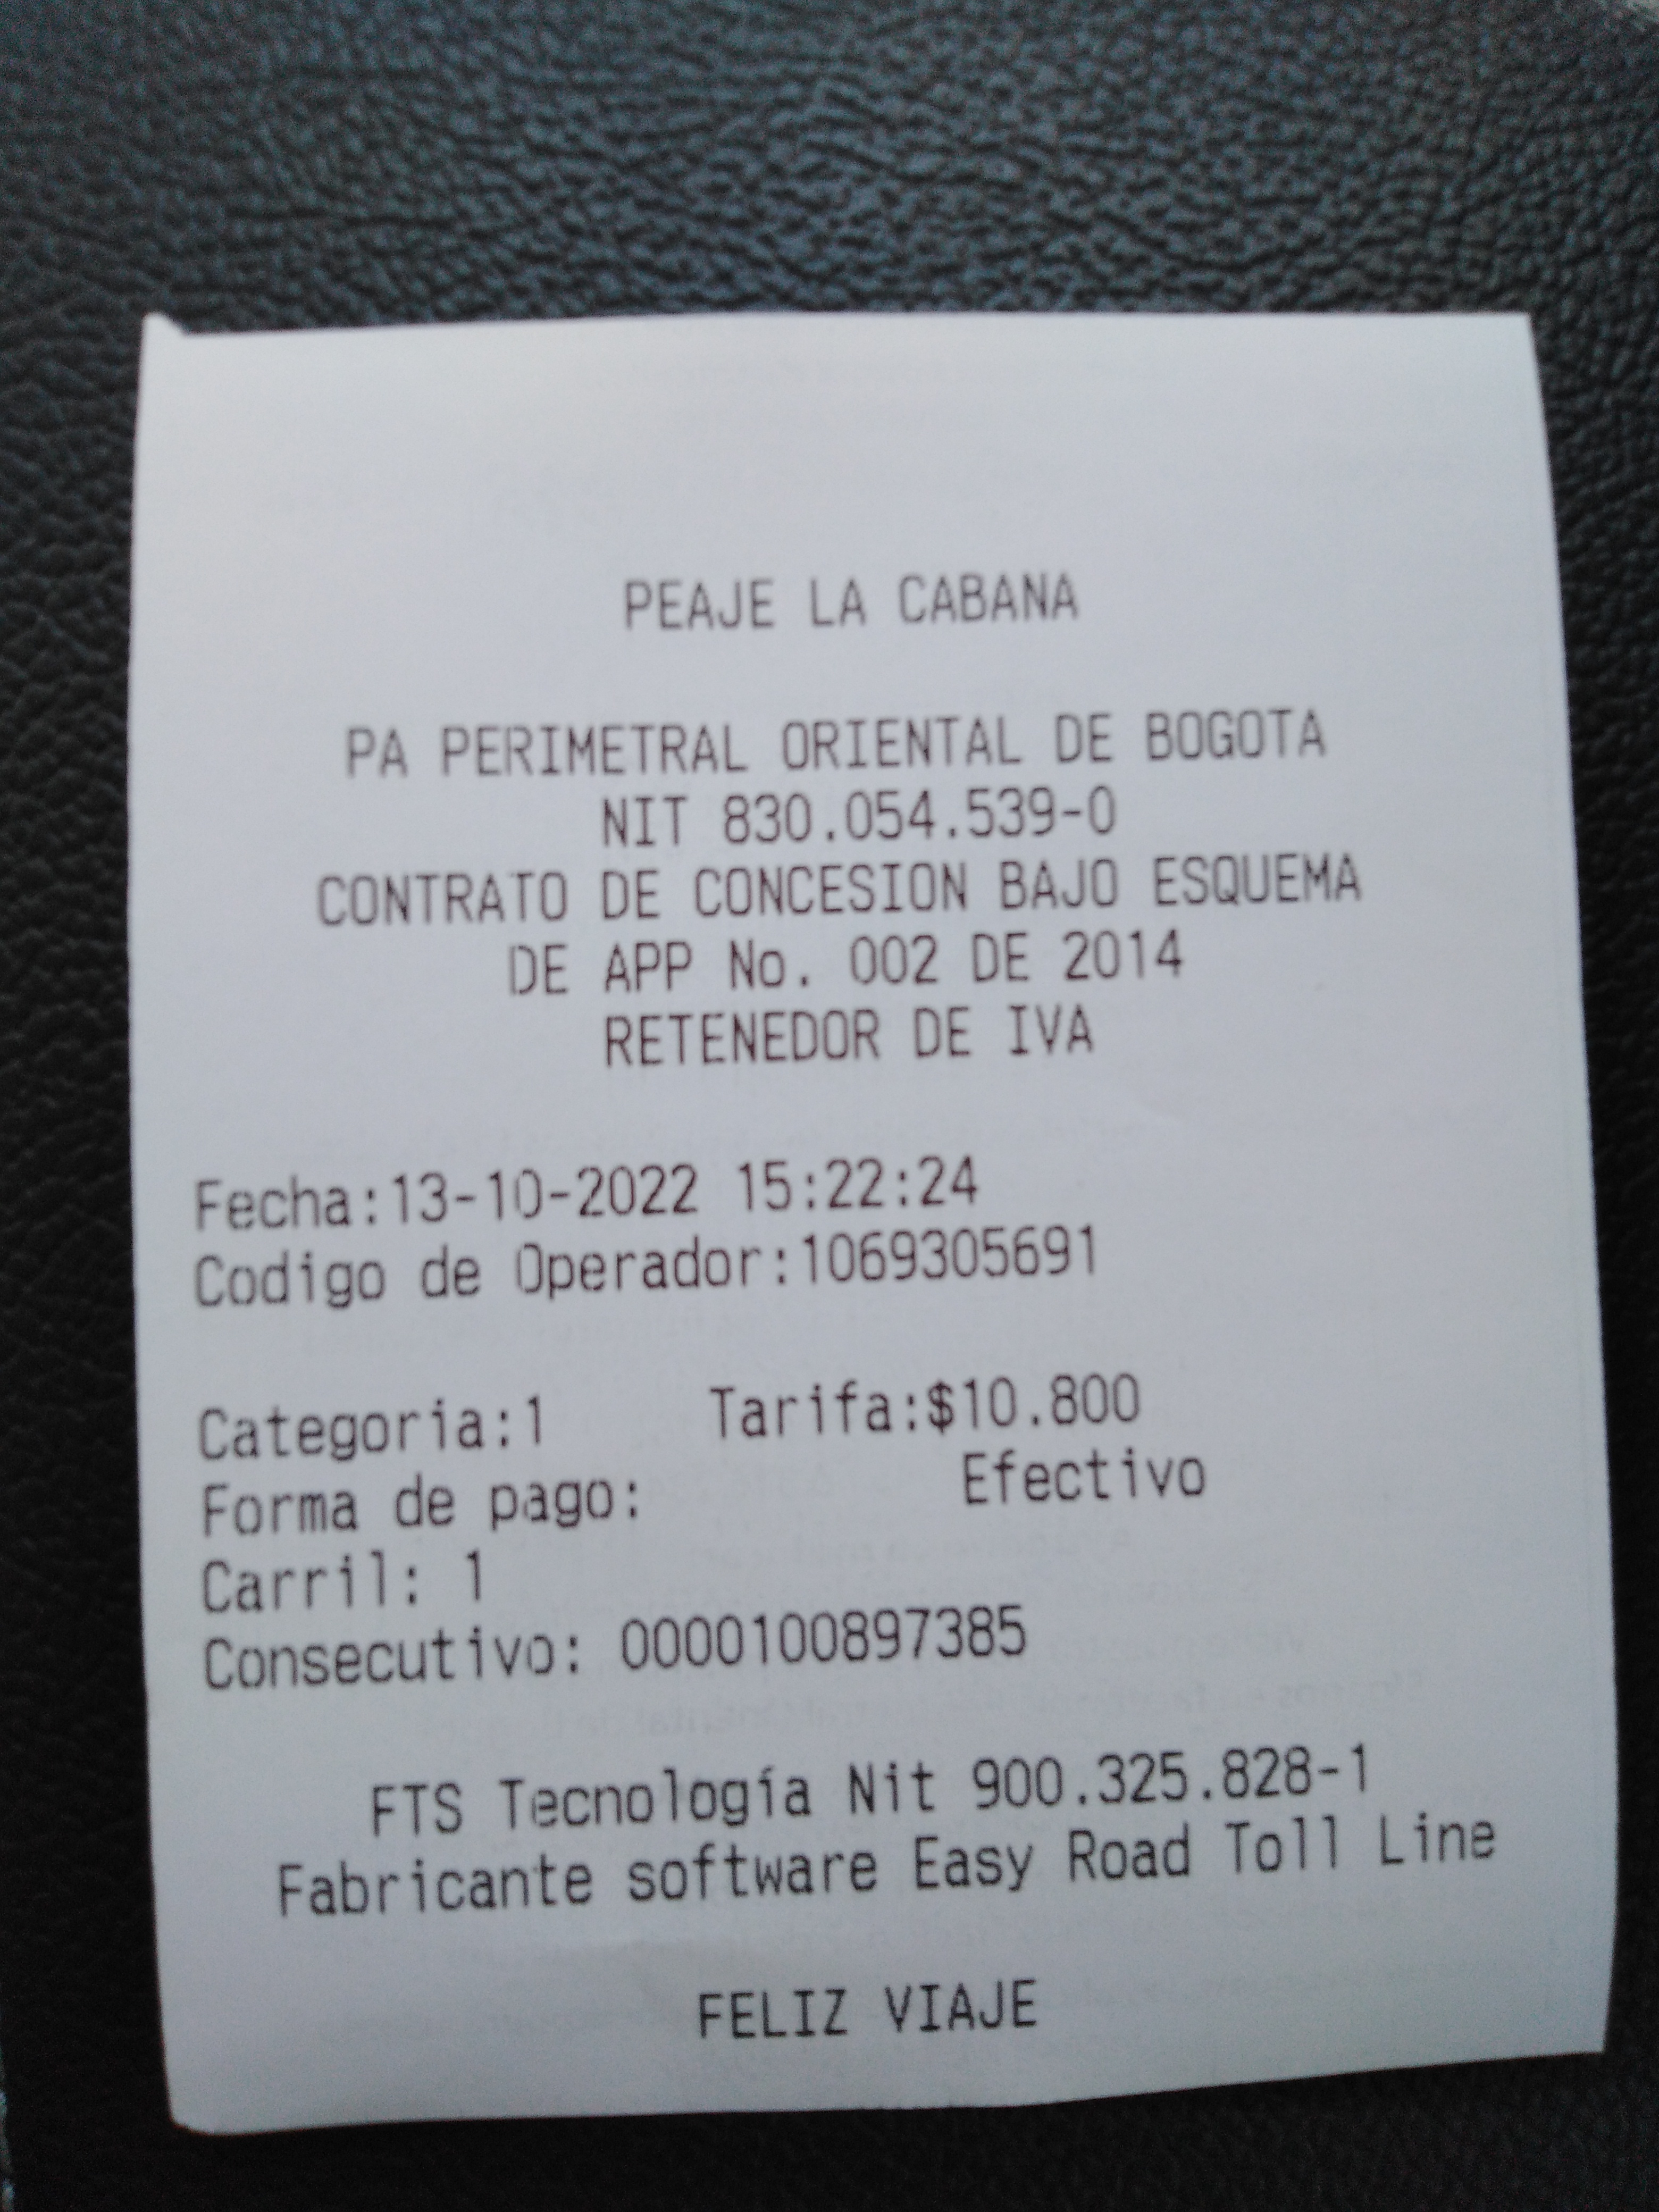 PEAJE LA CABANA
PA PERIMETRAL ORIENTAL DE BOGOTA
NIT 830.054.539-0
CONTRATO DE CONCESION BAJO ESQUEMA
DE APP No. 002 DE 2014
RETENEDOR DE IVA
Fecha:13-10-2022 15:22:24
Codigo de Operador:1069305691
Categoria:1 Tarifa:$10.800
Forma de pago: Efectivo
Carril: 1
Consecutivo: 0000100897385
FTS Tecnología Nit 900.325.828-1
Fabricante software Easy Road Toll Line
FELIZ VIAJE